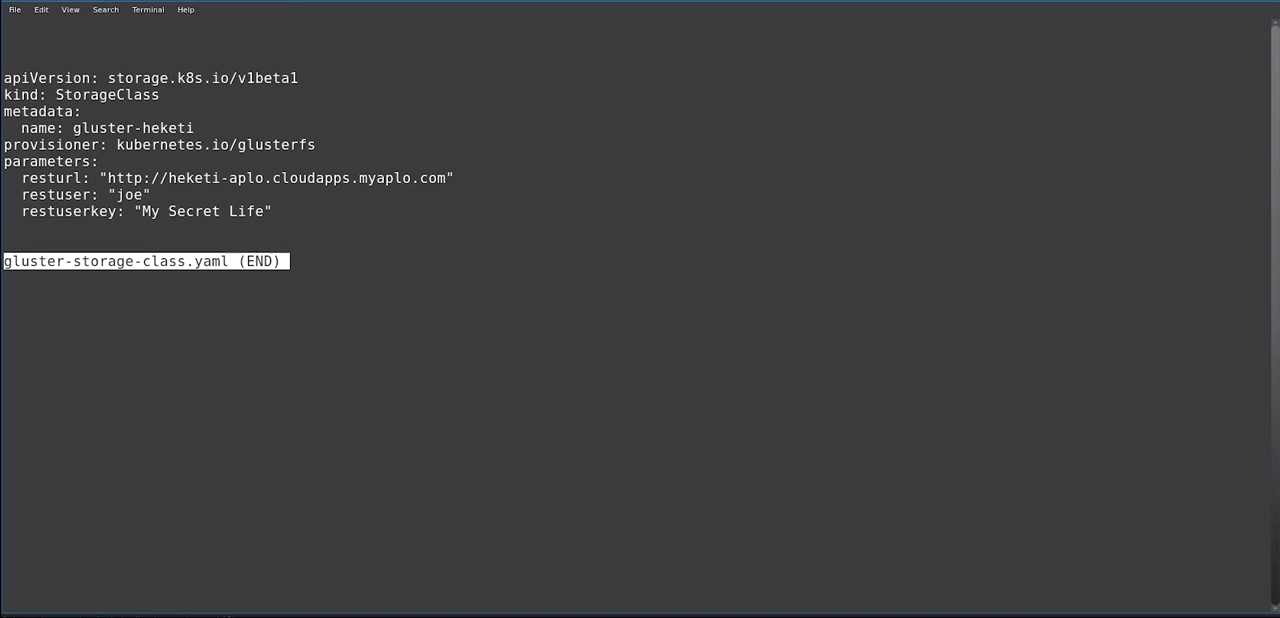 File Edit View Search Terminal Help
apiVersion: storage.k8s.io/v1beta1
kind: StorageClass
metadata:
  name: gluster-heketi
provisioner: kubernetes.io/glusterfs
parameters:
  resturl: "http://heketi-aplo.cloudapps.myaplo.com"
  restuser: "joe"
  restuserkey: "My Secret Life"
gluster-storage-class.yaml (END)